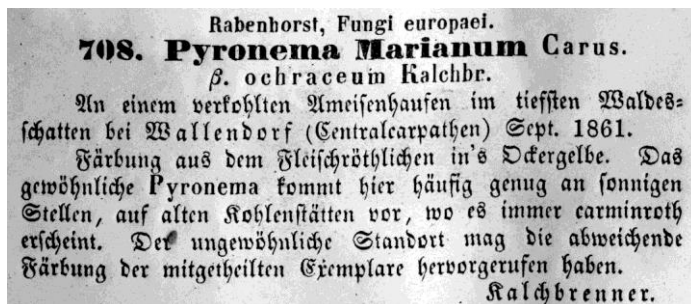 Rabenhorst, Fungi europaei.
708. Pyronema Marianum Carus.
β. ochraceum Kalchbr.
An einem verkohlten Ameisenhaufen im tiefsten Waldes-
schatten bei Wallendorf (Centralcarpathen) Sept. 1861.
Färbung aus dem Fleischröthlichen in's Ockergelbe. Das
gewöhnliche Pyronema kommt hier häufig genug an sonnigen
Stellen, auf alten Kohlenstätten vor, wo es immer carminroth
erscheint. Der ungewöhnliche Standort mag die abweichende
Färbung der mitgetheilten Exemplare hervorgerufen haben.
Kalchbrenner.